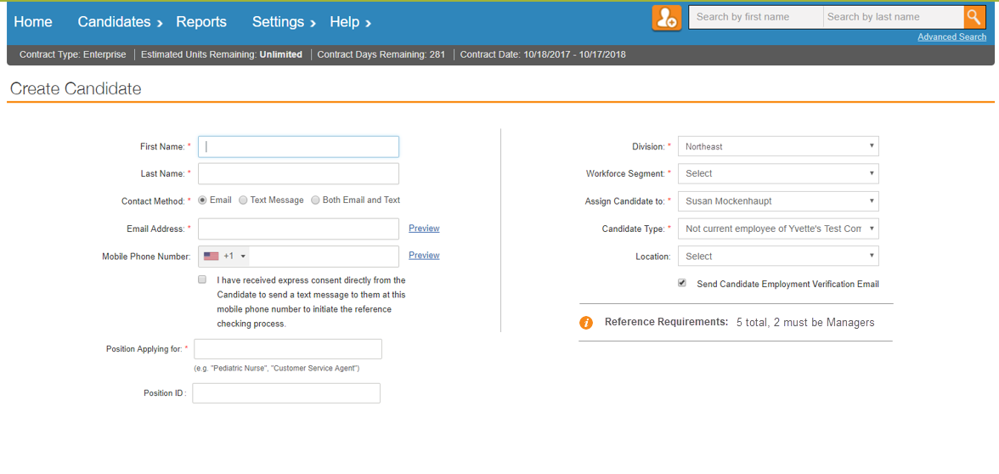 Home Candidates › Reports Settings › Help ›
Search by first name Search by last name
Advanced Search
Contract Type: Enterprise | Estimated Units Remaining: Unlimited | Contract Days Remaining: 281 | Contract Date: 10/18/2017 - 10/17/2018
Create Candidate
First Name: *
Last Name: *
Contact Method: * Email Text Message Both Email and Text
Email Address: * Preview
Mobile Phone Number: +1 Preview
I have received express consent directly from the
Candidate to send a text message to them at this
mobile phone number to initiate the reference
checking process.
Position Applying for: *
(e.g. "Pediatric Nurse", "Customer Service Agent")
Position ID :
Division: * Northeast
Workforce Segment: * Select
Assign Candidate to: * Susan Mockenhaupt
Candidate Type: * Not current employee of Yvette's Test Com
Location: Select
Send Candidate Employment Verification Email
i Reference Requirements: 5 total, 2 must be Managers